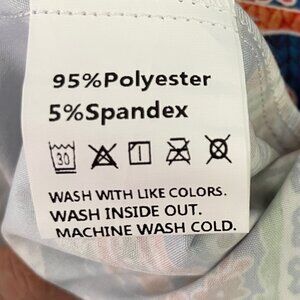 95%Polyester
5%Spandex
30
WASH WITH LIKE COLORS.
WASH INSIDE OUT.
MACHINE WASH COLD.